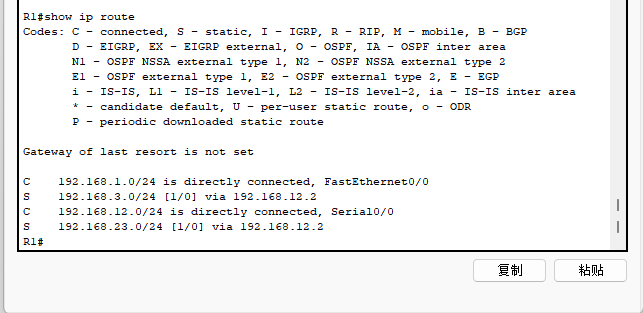 R1#show ip route
Codes: C - connected, S - static, I - IGRP, R - RIP, M - mobile, B - BGP
D - EIGRP, EX - EIGRP external, O - OSPF, IA - OSPF inter area
N1 - OSPF NSSA external type 1, N2 - OSPF NSSA external type 2
E1 - OSPF external type 1, E2 - OSPF external type 2, E - EGP
i - IS-IS, L1 - IS-IS level-1, L2 - IS-IS level-2, ia - IS-IS inter area
* - candidate default, U - per-user static route, o - ODR
P - periodic downloaded static route
Gateway of last resort is not set
C 192.168.1.0/24 is directly connected, FastEthernet0/0
S 192.168.3.0/24 [1/0] via 192.168.12.2
C 192.168.12.0/24 is directly connected, Serial0/0
S 192.168.23.0/24 [1/0] via 192.168.12.2
R1#
复制 粘贴